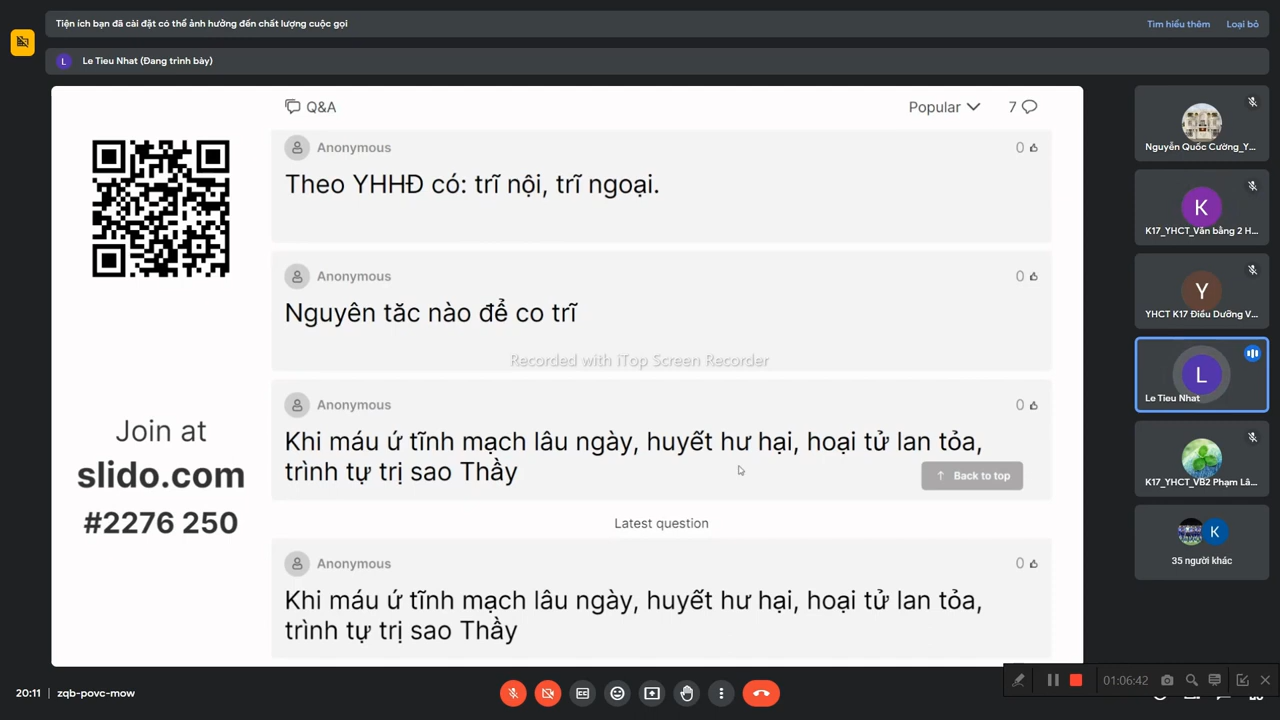 Tiện ích bạn đã cài đặt có thể ảnh hưởng đến chất lượng cuộc gọi
Tìm hiểu thêm
Loại bỏ
L
Le Tieu Nhat (Đang trình bày)
Q&A
Popular
7
Anonymous
0
Theo YHHĐ có: trĩ nội, trĩ ngoại.
Anonymous
0
Nguyên tăc nào để co trĩ
Recorded with iTop Screen Recorder
Anonymous
0
Khi máu ứ tĩnh mạch lâu ngày, huyết hư hại, hoại tử lan tỏa,
trình tự trị sao Thầy
Back to top
Latest question
Anonymous
0
Khi máu ứ tĩnh mạch lâu ngày, huyết hư hại, hoại tử lan tỏa,
trình tự trị sao Thầy
Join at
slido.com
#2276 250
Nguyễn Quốc Cường_Y...
K
K17_YHCT_Văn bằng 2 H...
Y
YHCT K17 Điều Dưỡng V...
L
Le Tieu Nhat
K17_YHCT_VB2 Phạm Lâ...
K
35 người khác
20:11
zqb-povc-mow
01:06:42